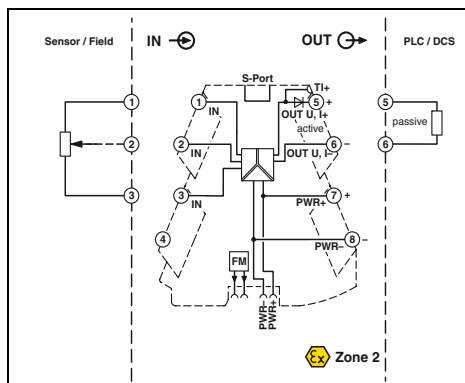 Sensor / Field
IN
OUT
PLC / DCS
S-Port
TI+
1
1
5
+
5
IN
OUT U, I+
active
passive
2
2
6
–
6
IN
OUT U, I–
3
3
7
+
IN
PWR+
4
8
–
PWR–
FM
PWR–
PWR+
Ex
Zone 2